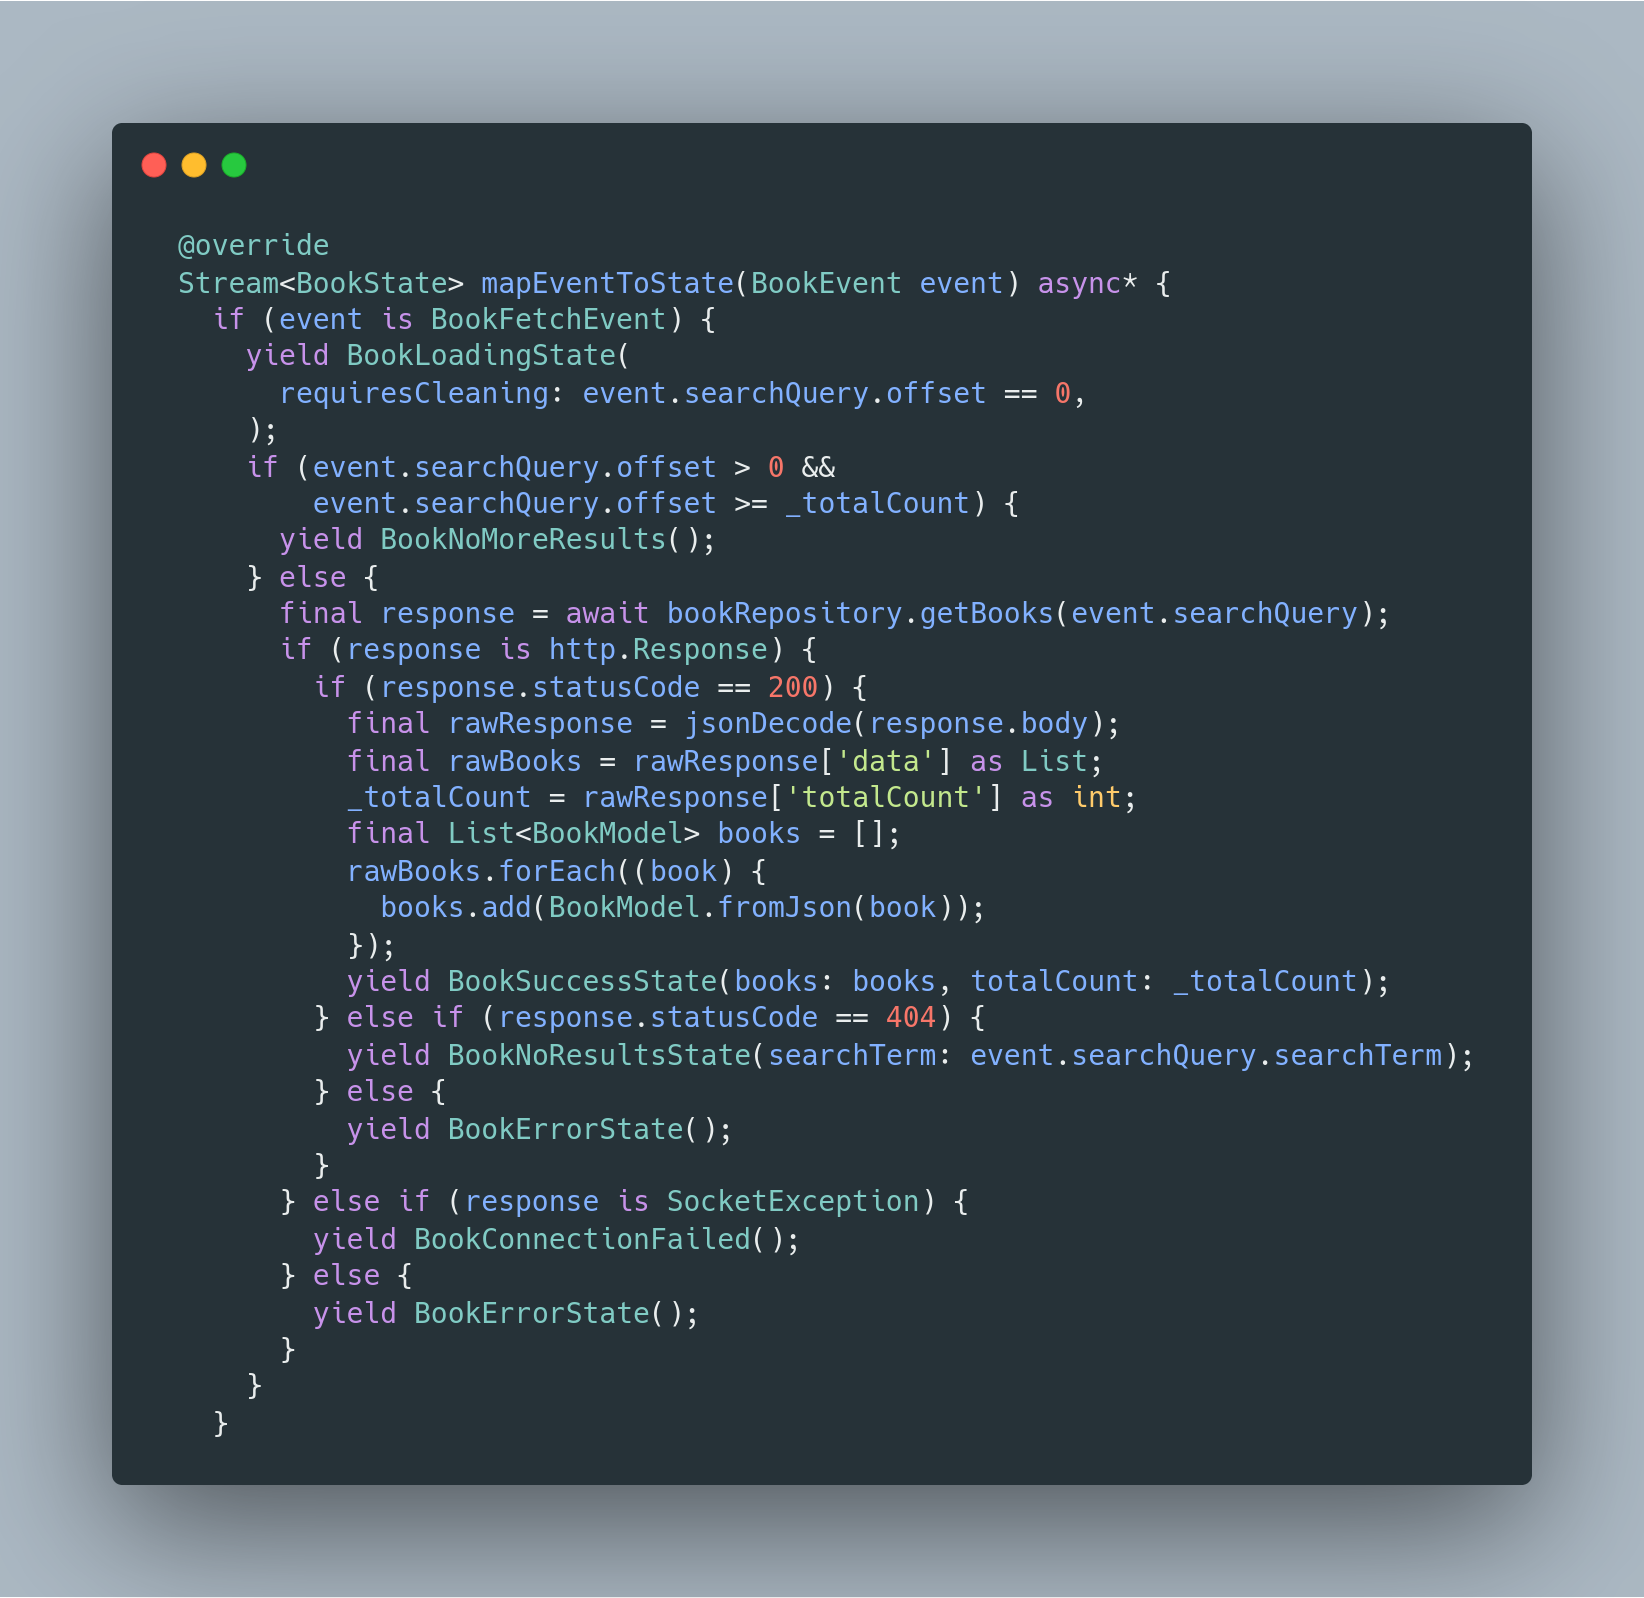 @override
Stream<BookState> mapEventToState(BookEvent event) async* {
  if (event is BookFetchEvent) {
    yield BookLoadingState(
      requiresCleaning: event.searchQuery.offset == 0,
    );
    if (event.searchQuery.offset > 0 &&
        event.searchQuery.offset >= _totalCount) {
      yield BookNoMoreResults();
    } else {
      final response = await bookRepository.getBooks(event.searchQuery);
      if (response is http.Response) {
        if (response.statusCode == 200) {
          final rawResponse = jsonDecode(response.body);
          final rawBooks = rawResponse['data'] as List;
          _totalCount = rawResponse['totalCount'] as int;
          final List<BookModel> books = [];
          rawBooks.forEach((book) {
            books.add(BookModel.fromJson(book));
          });
          yield BookSuccessState(books: books, totalCount: _totalCount);
        } else if (response.statusCode == 404) {
          yield BookNoResultsState(searchTerm: event.searchQuery.searchTerm);
        } else {
          yield BookErrorState();
        }
      } else if (response is SocketException) {
        yield BookConnectionFailed();
      } else {
        yield BookErrorState();
      }
    }
  }